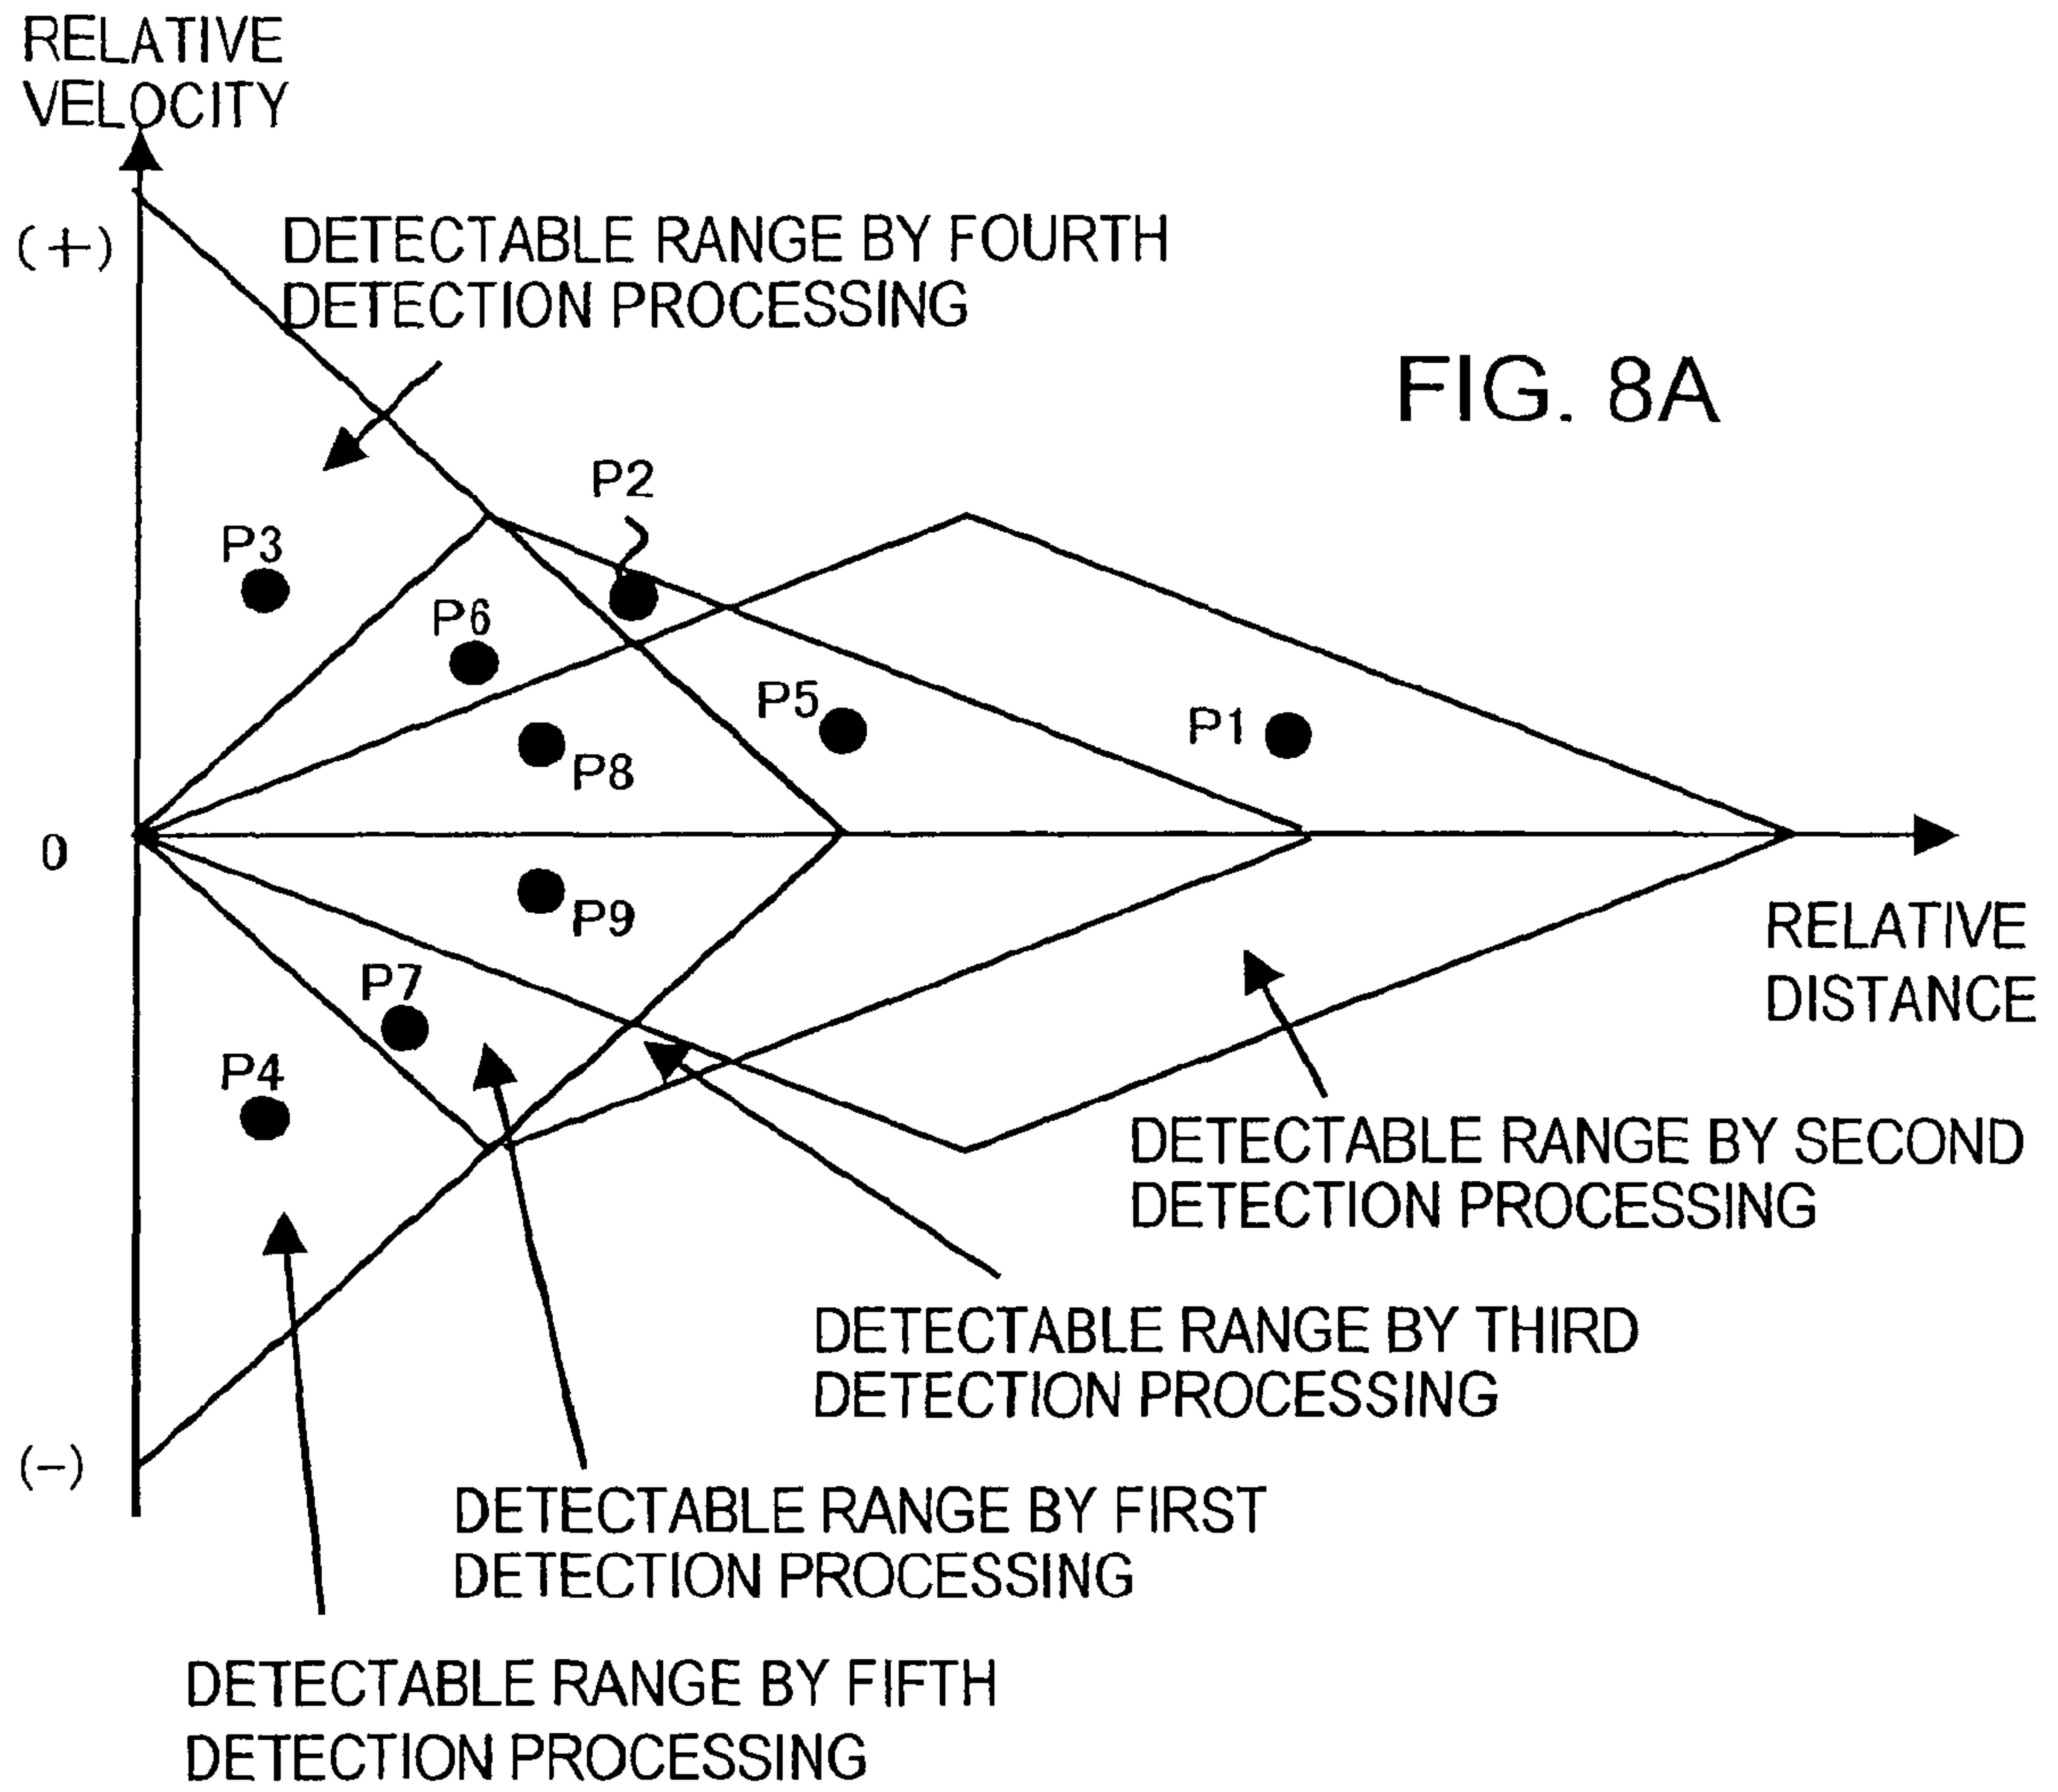 RELATIVE
VELOCITY
(+)
DETECTABLE RANGE BY FOURTH
DETECTION PROCESSING
FIG. 8A
P2
P3
P6
P5
P1
P8
0
P9
RELATIVE
DISTANCE
P7
P4
DETECTABLE RANGE BY SECOND
DETECTION PROCESSING
DETECTABLE RANGE BY THIRD
DETECTION PROCESSING
(-)
DETECTABLE RANGE BY FIRST
DETECTION PROCESSING
DETECTABLE RANGE BY FIFTH
DETECTION PROCESSING